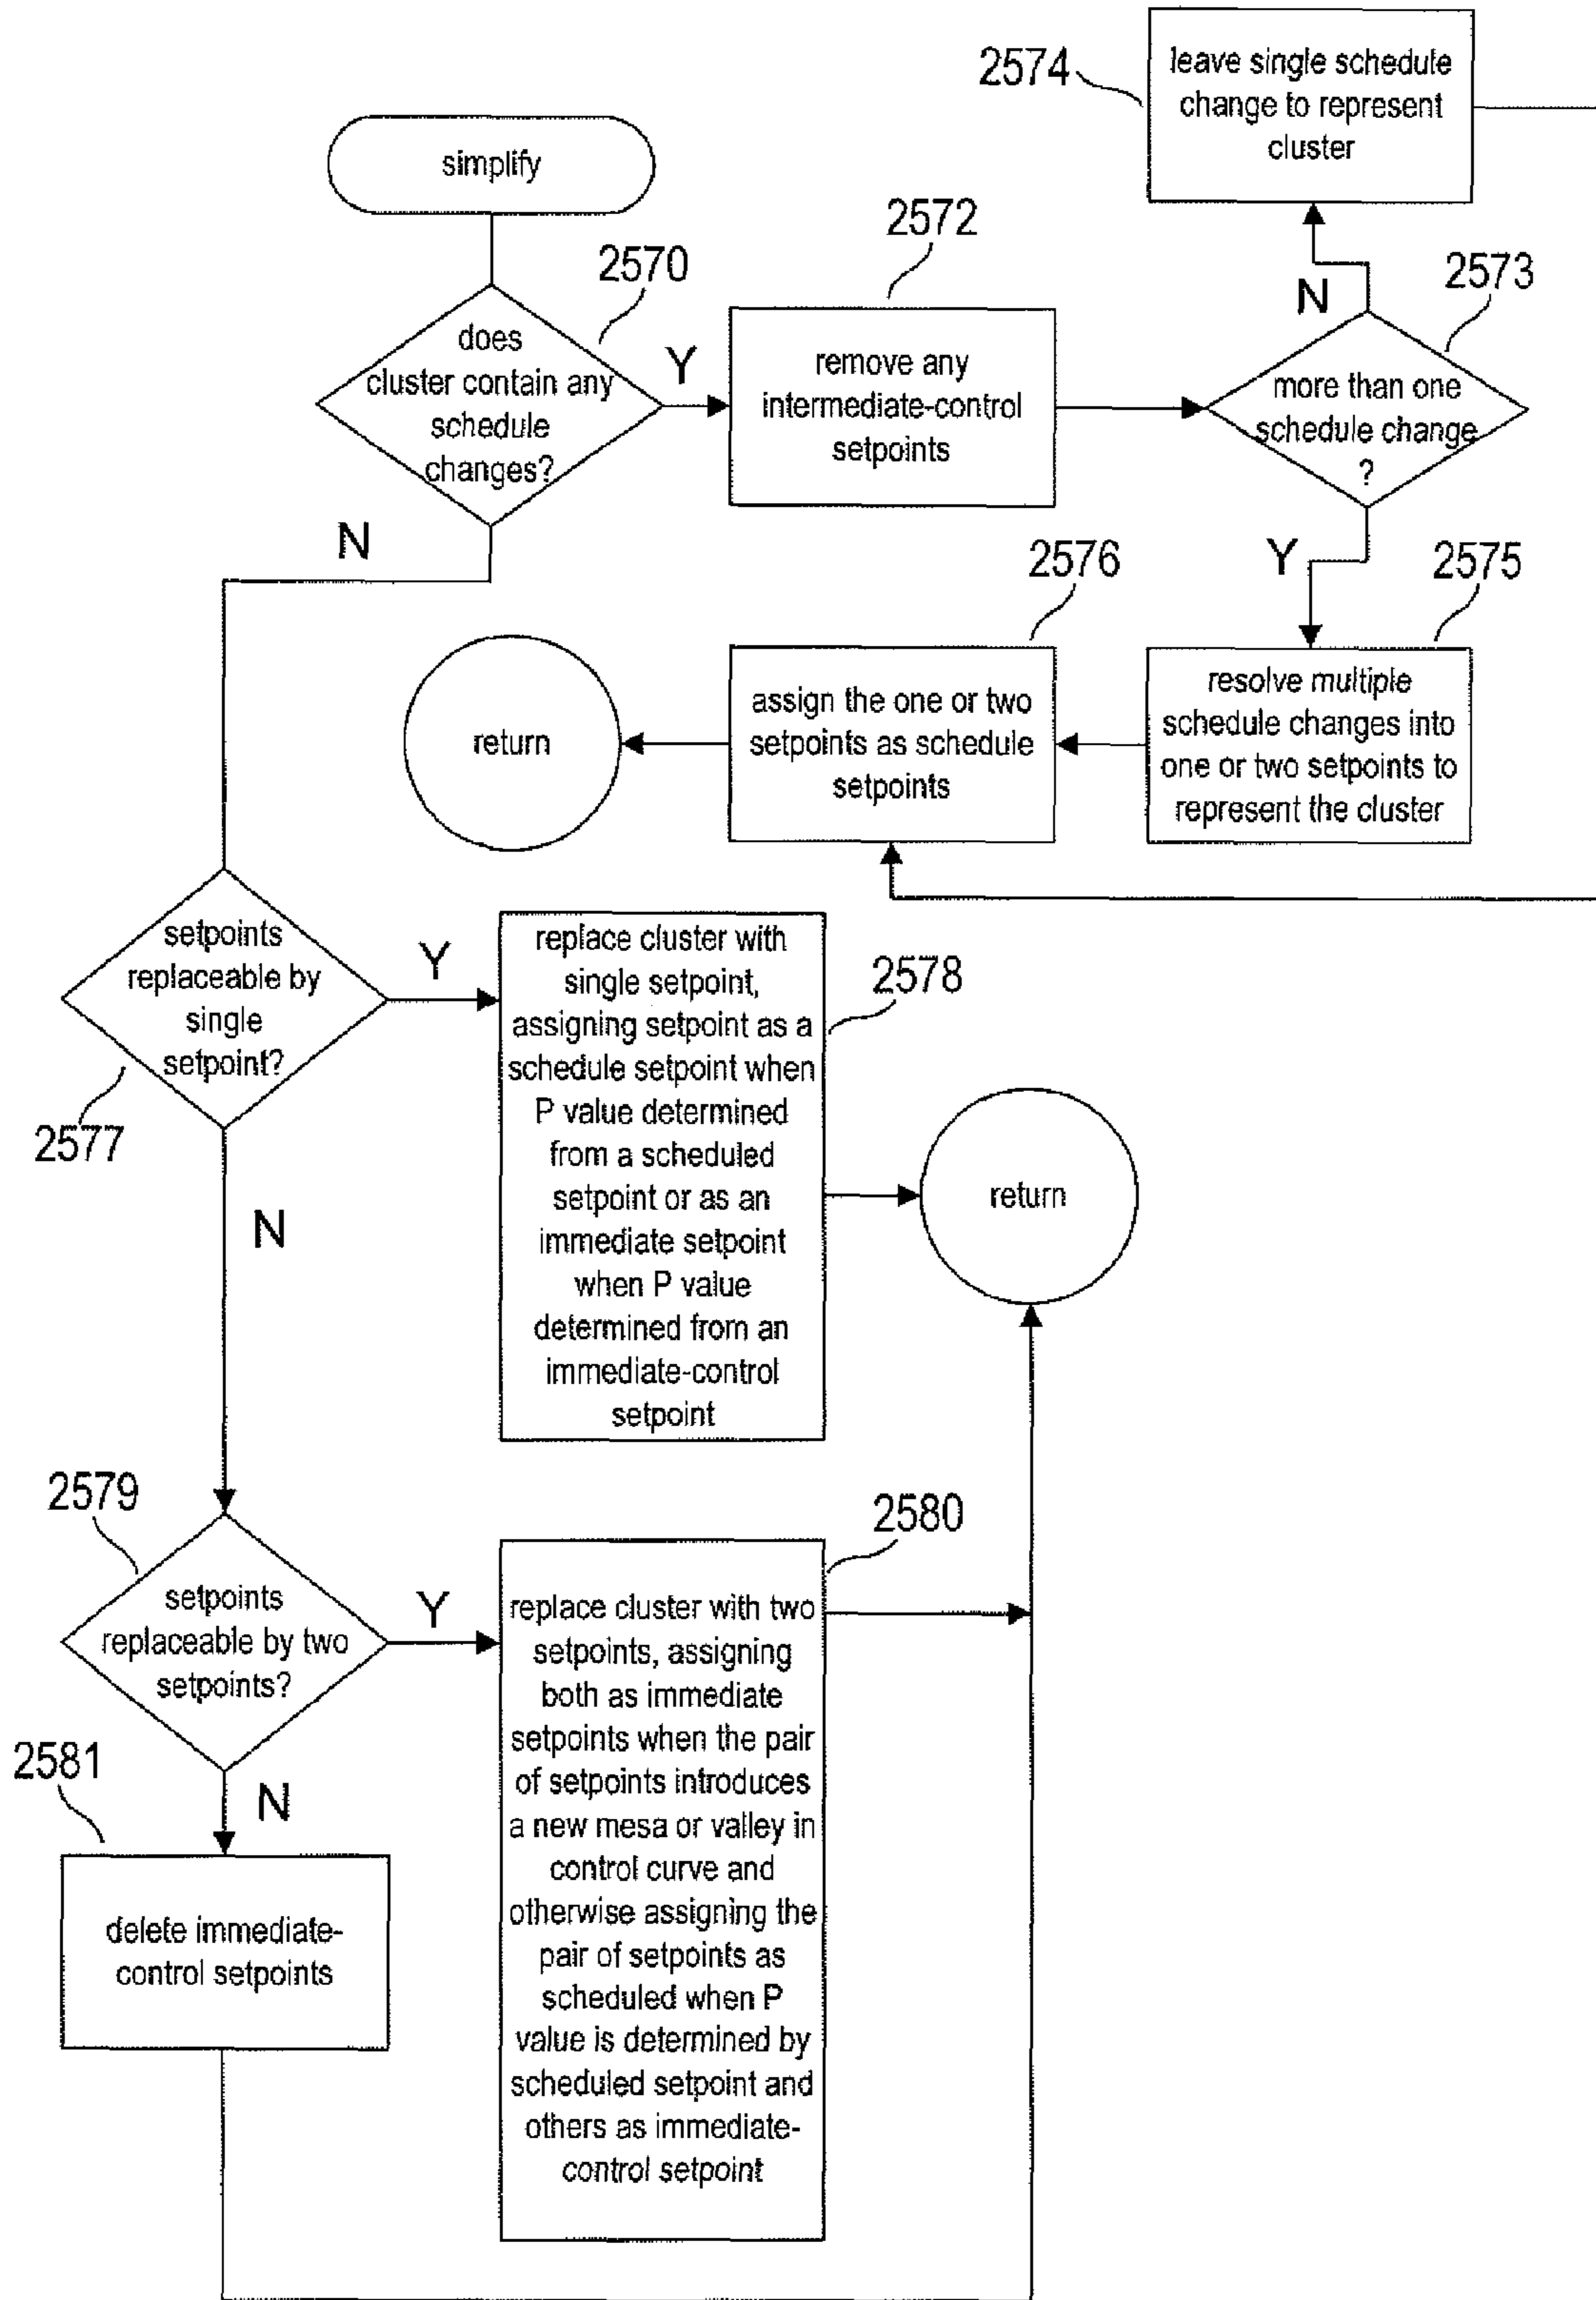 2574
leave single schedule
change to represent
cluster
simplify
2572
2570
2573
does
cluster contain any
schedule
changes?
Y
remove any
intermediate-control
setpoints
N
more than one
schedule change
?
N
2576
Y
2575
return
assign the one or two
setpoints as schedule
setpoints
resolve multiple
schedule changes into
one or two setpoints to
represent the cluster
setpoints
replaceable by
single
setpoint?
2577
Y
replace cluster with
single setpoint,
assigning setpoint as a
schedule setpoint when
P value determined
from a scheduled
setpoint or as an
immediate setpoint
when P value
determined from an
immediate-control
setpoint
2578
return
N
2579
setpoints
replaceable by two
setpoints?
Y
2580
replace cluster with two
setpoints, assigning
both as immediate
setpoints when the pair
of setpoints introduces
a new mesa or valley in
control curve and
otherwise assigning the
pair of setpoints as
scheduled when P
value is determined by
scheduled setpoint and
others as immediate-
control setpoint
2581
N
delete immediate-
control setpoints